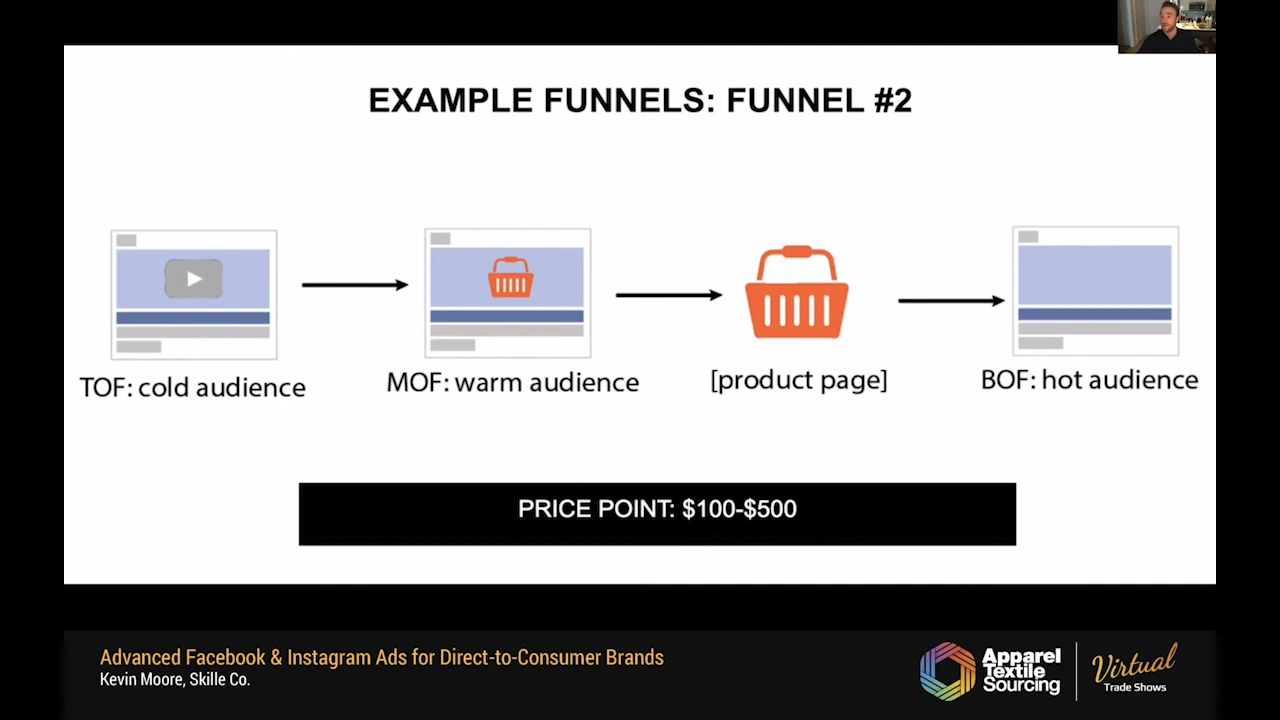 EXAMPLE FUNNELS: FUNNEL #2
TOF: cold audience
MOF: warm audience
[product page]
BOF: hot audience
PRICE POINT: $100-$500
Advanced Facebook & Instagram Ads for Direct-to-Consumer Brands
Kevin Moore, Skille Co.
Apparel
Textile
Sourcing
Virtual
Trade Shows